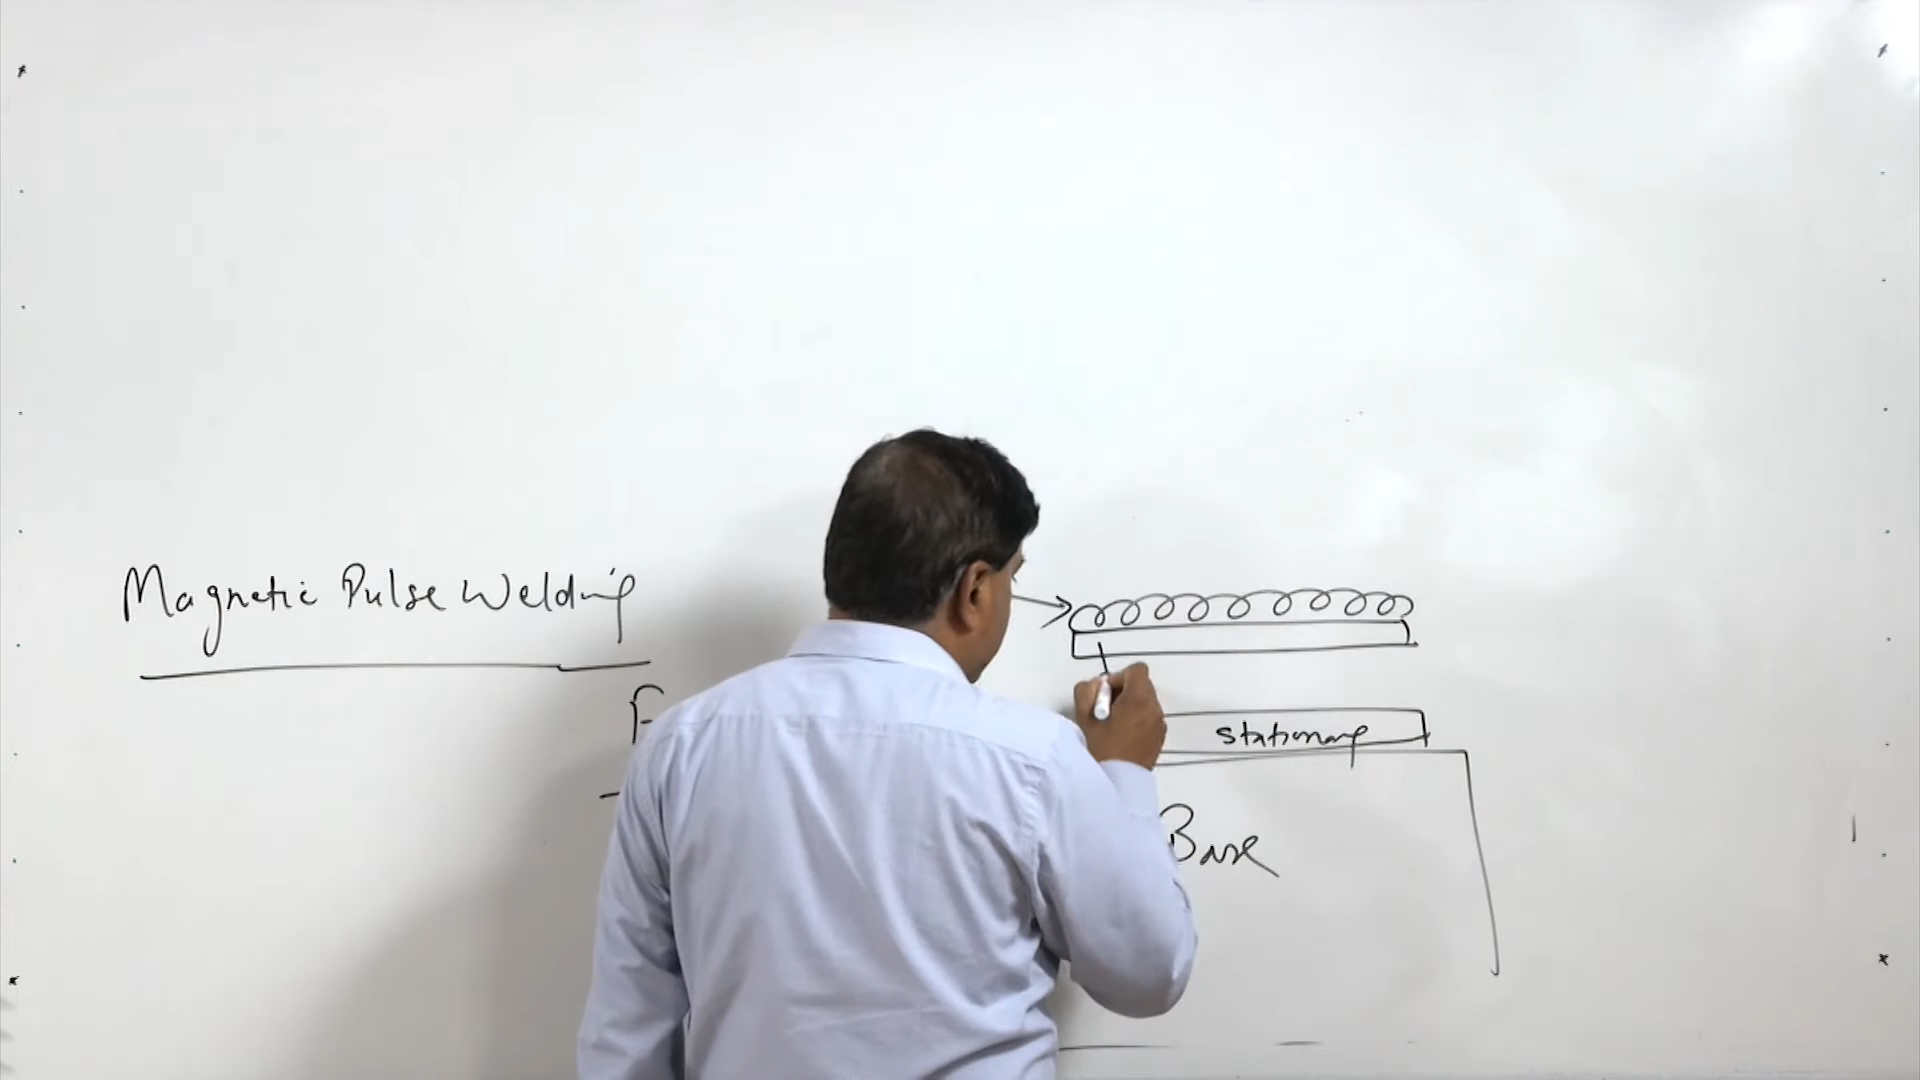 Magnetic Pulse Welding
F
stationary
Base